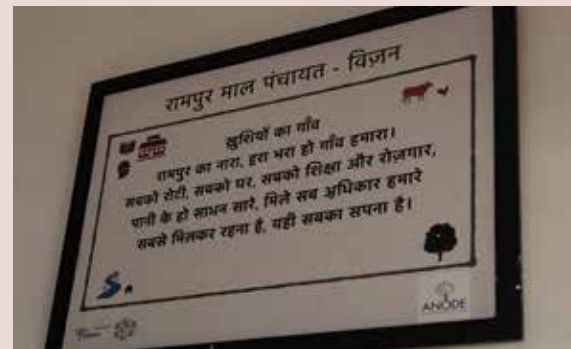 रामपुर माल पंचायत - विज़न
ख़ुशियों का गाँव
रामपुर का नारा, हरा भरा हो गाँव हमारा।
सबको रोटी, सबको घर, सबको शिक्षा और रोज़गार,
पानी के हो साधन सारे, मिले सब अधिकार हमारे
सबसे मिलकर रहना है, यही सबका सपना है।
ANODE